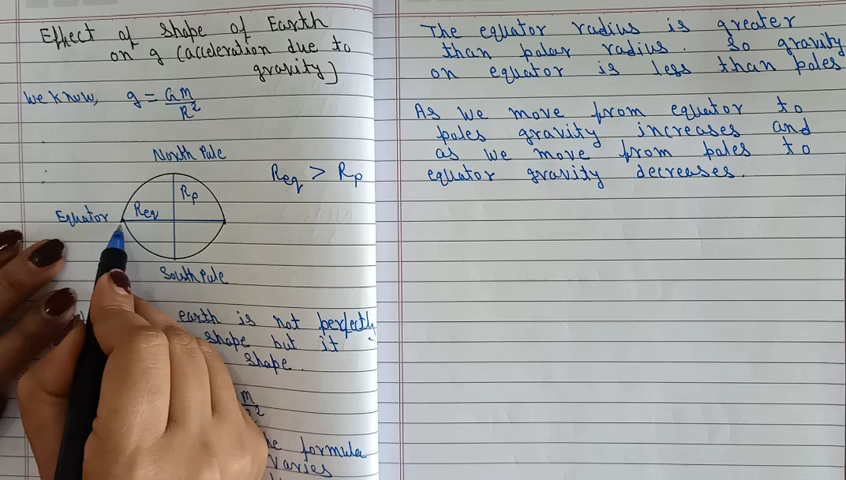 Effect of shape of Earth
on g (acceleration due to
gravity)
We know, g = Gm/R²
North Pole
Req > Rp
Rp
Req
Equator
South Pole
earth is not perfectly
shape but it
shape.
m
formula
varies
The equator radius is greater
than polar radius. So gravity
on equator is less than poles
As we move from equator to
poles gravity increases and
as we move from poles to
equator gravity decreases.